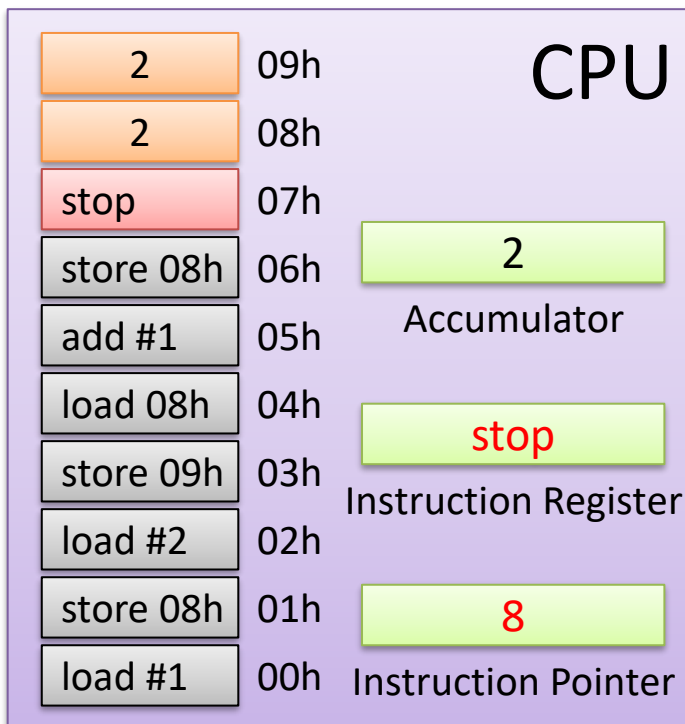 CPU
2 09h
2 08h
stop 07h
store 08h 06h
add #1 05h
load 08h 04h
store 09h 03h
load #2 02h
store 08h 01h
load #1 00h
2
Accumulator
stop
Instruction Register
8
Instruction Pointer